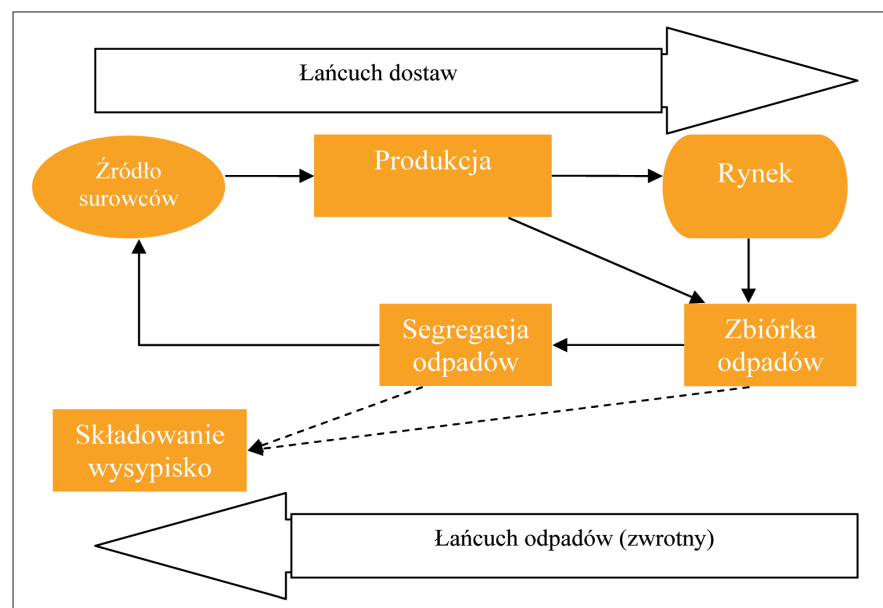 Łańcuch dostaw
Źródło
surowców
Produkcja
Rynek
Segregacja
odpadów
Zbiórka
odpadów
Składowanie
wysypisko
Łańcuch odpadów (zwrotny)